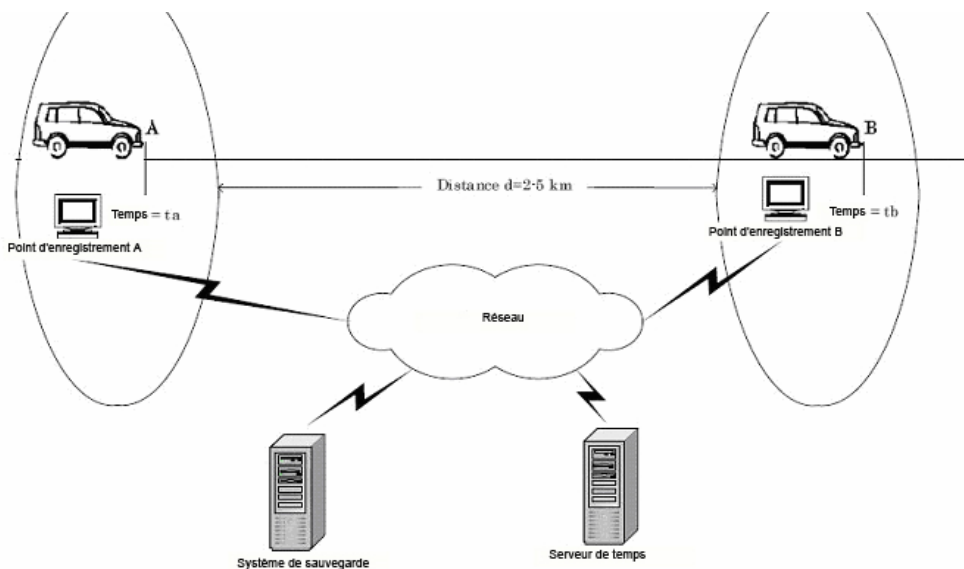 A
B
Distance d=2-5 km
Temps = ta
Temps = tb
Point d'enregistrement A
Point d'enregistrement B
Réseau
Système de sauvegarde
Serveur de temps